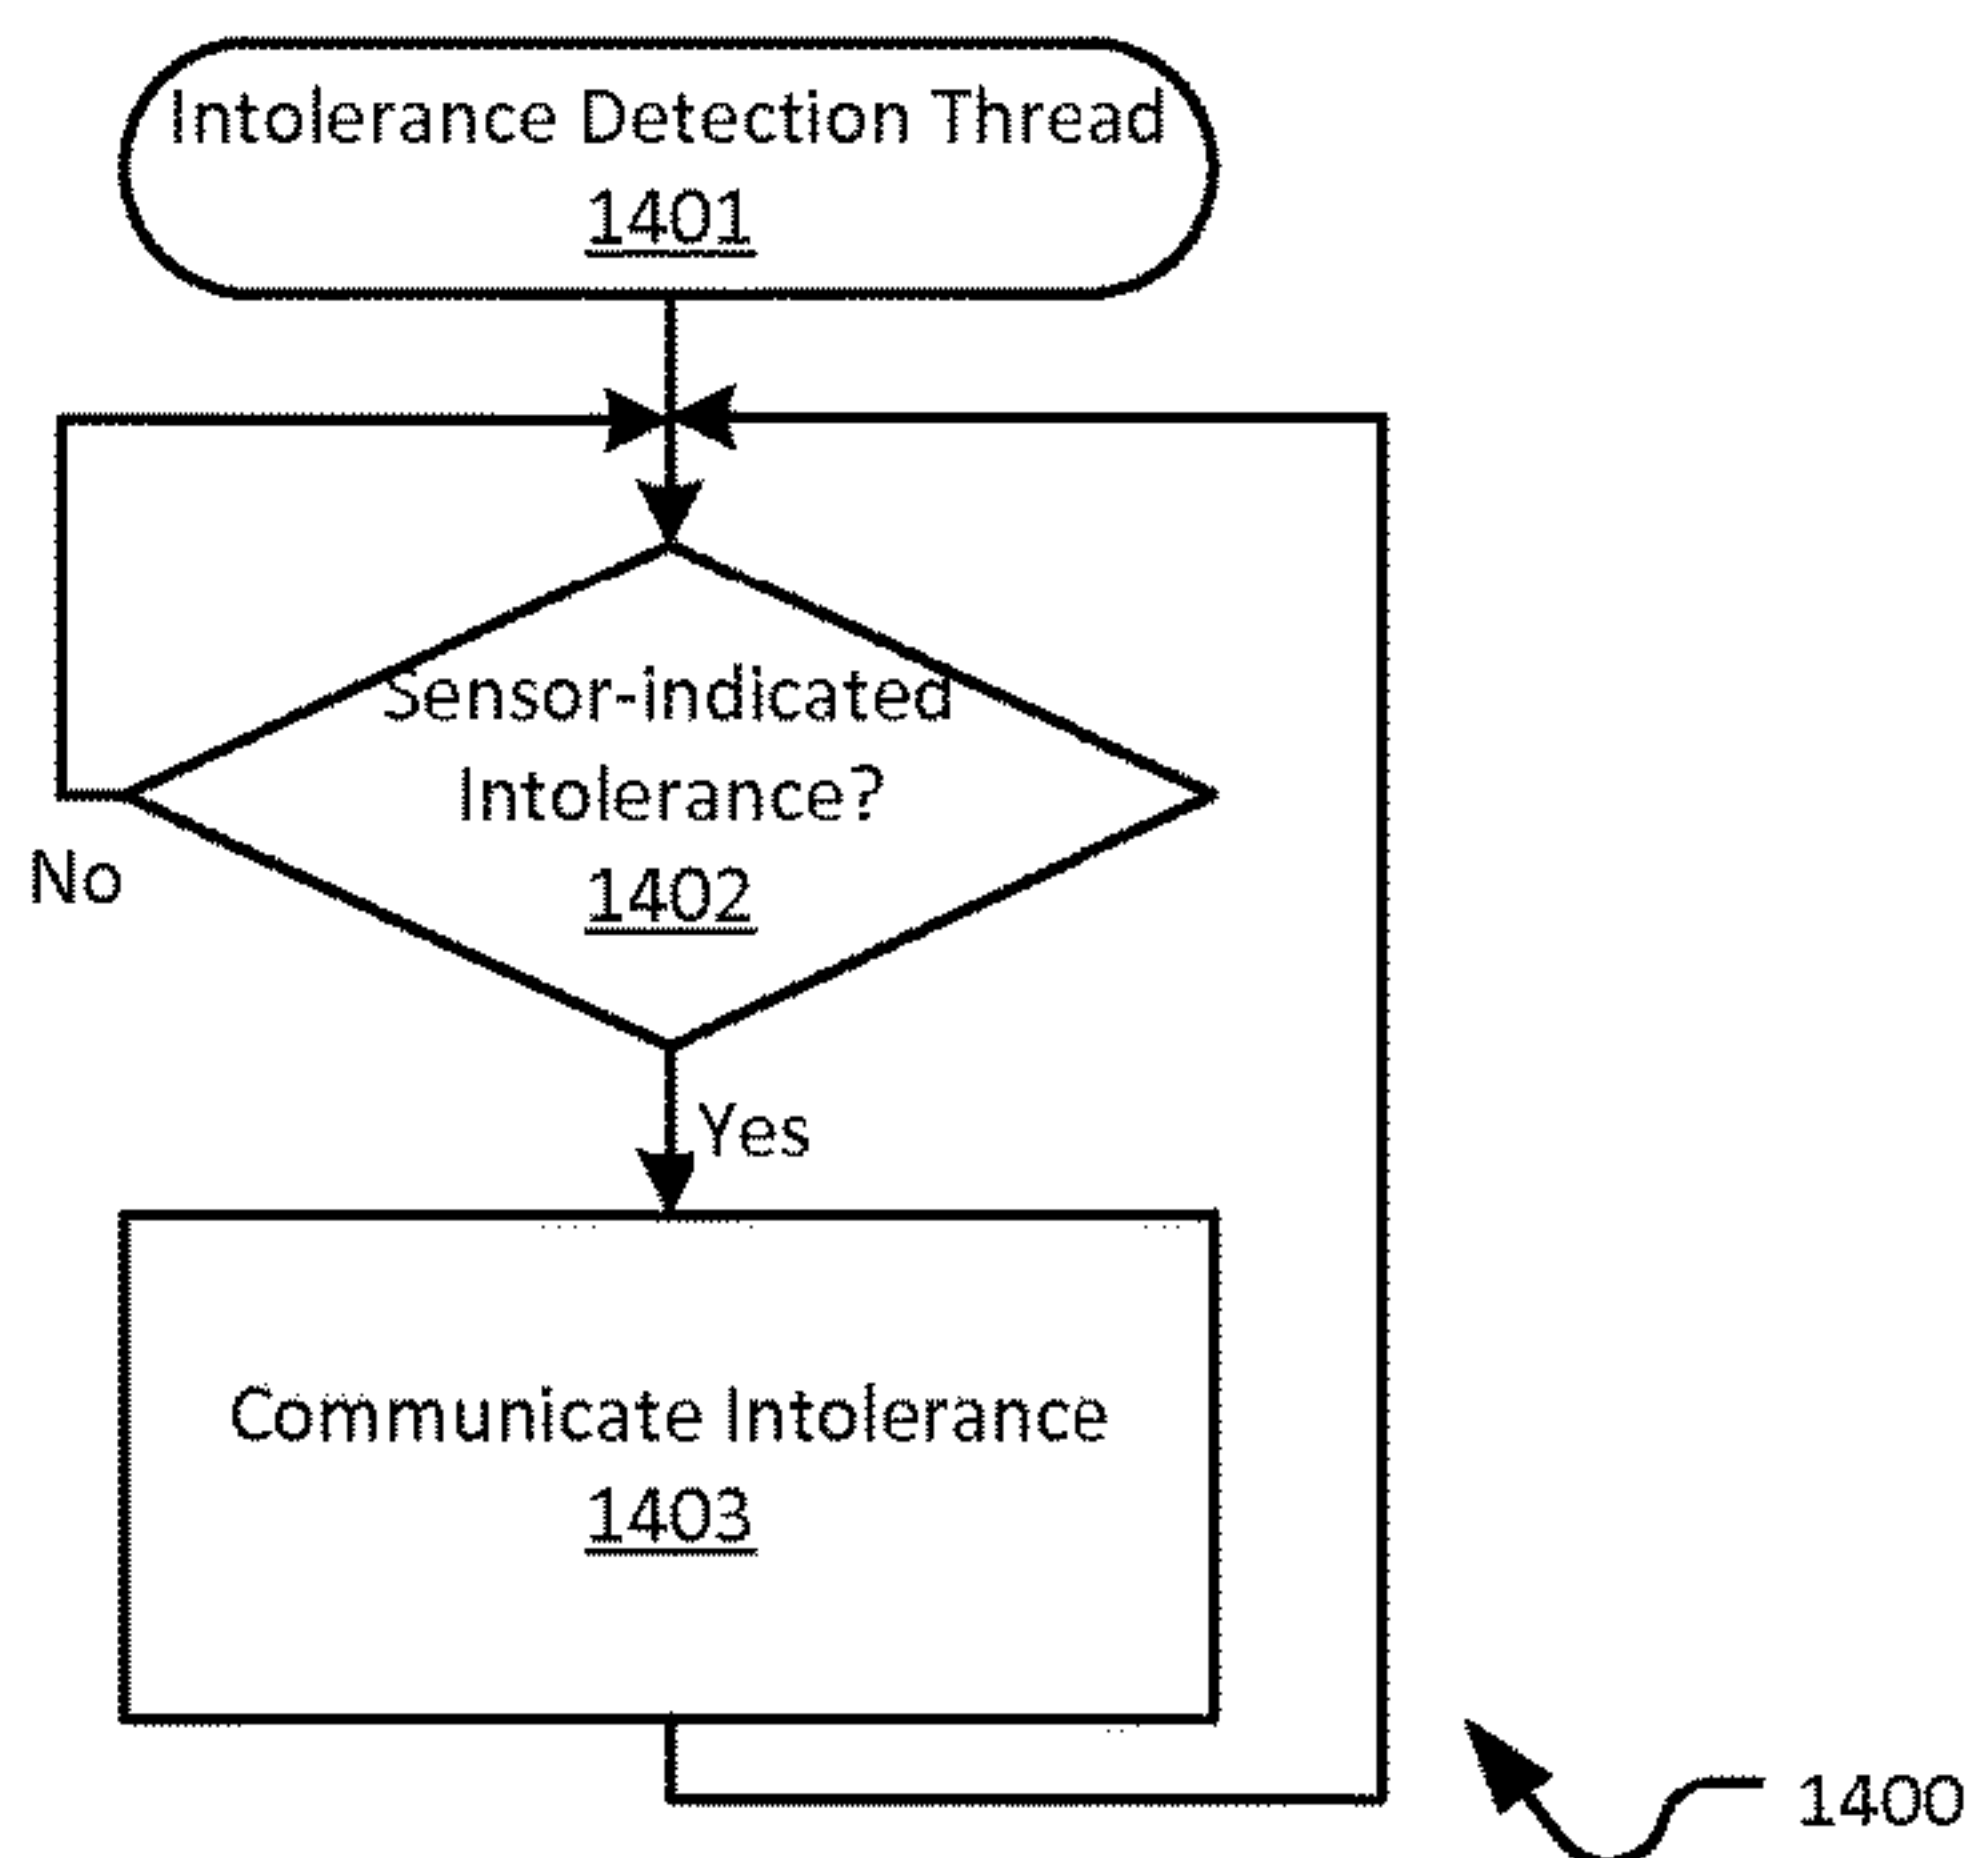 Intolerance Detection Thread
1401
Sensor-indicated
Intolerance?
1402
No
Yes
Communicate Intolerance
1403
1400